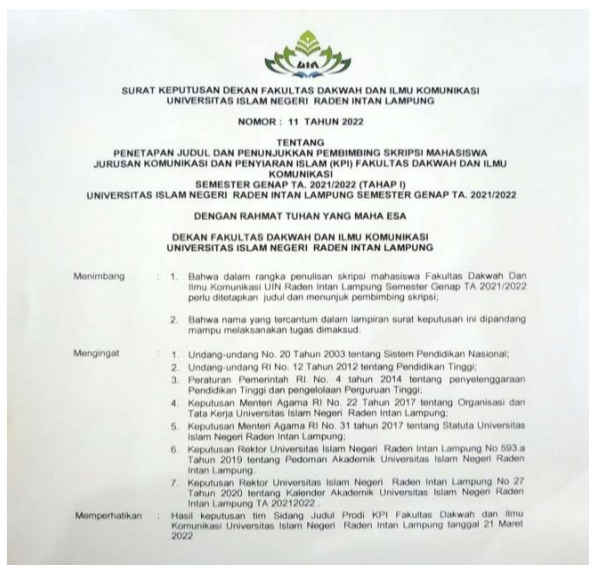 UIN
SURAT KEPUTUSAN DEKAN FAKULTAS DAKWAH DAN ILMU KOMUNIKASI
UNIVERSITAS ISLAM NEGERI RADEN INTAN LAMPUNG
NOMOR : 11 TAHUN 2022
TENTANG
PENETAPAN JUDUL DAN PENUNJUKKAN PEMBIMBING SKRIPSI MAHASISWA
JURUSAN KOMUNIKASI DAN PENYIARAN ISLAM (KPI) FAKULTAS DAKWAH DAN ILMU
KOMUNIKASI
SEMESTER GENAP TA. 2021/2022 (TAHAP I)
UNIVERSITAS ISLAM NEGERI RADEN INTAN LAMPUNG SEMESTER GENAP TA. 2021/2022
DENGAN RAHMAT TUHAN YANG MAHA ESA
DEKAN FAKULTAS DAKWAH DAN ILMU KOMUNIKASI
UNIVERSITAS ISLAM NEGERI RADEN INTAN LAMPUNG
Menimbang : 1. Bahwa dalam rangka penulisan skripsi mahasiswa Fakultas Dakwah Dan
Ilmu Komunikasi UIN Raden Intan Lampung Semester Genap TA 2021/2022
perlu ditetapkan judul dan menunjuk pembimbing skripsi;
2. Bahwa nama yang tercantum dalam lampiran surat keputusan ini dipandang
mampu melaksanakan tugas dimaksud.
Mengingat : 1. Undang-undang No. 20 Tahun 2003 tentang Sistem Pendidikan Nasional;
2. Undang-undang RI No. 12 Tahun 2012 tentang Pendidikan Tinggi;
3. Peraturan Pemerintah RI No. 4 tahun 2014 tentang penyelenggaraan
Pendidikan Tinggi dan pengelolaan Perguruan Tinggi;
4. Keputusan Menteri Agama RI No. 22 Tahun 2017 tentang Organisasi dan
Tata Kerja Universitas Islam Negeri Raden Intan Lampung;
5. Keputusan Menteri Agama RI No. 31 tahun 2017 tentang Statuta Universitas
Islam Negeri Raden Intan Lampung;
6. Keputusan Rektor Universitas Islam Negeri Raden Intan Lampung No 593.a
Tahun 2019 tentang Pedoman Akademik Universitas Islam Negeri Raden
Intan Lampung.
7. Keputusan Rektor Universitas Islam Negeri Raden Intan Lampung No 27
Tahun 2020 tentang Kalender Akademik Universitas Islam Negeri Raden
Intan Lampung TA 20212022 .
Memperhatikan : Hasil keputusan tim Sidang Judul Prodi KPI Fakultas Dakwah dan Ilmu
Komunikasi Universitas Islam Negeri Raden Intan Lampung tanggal 21 Maret
2022